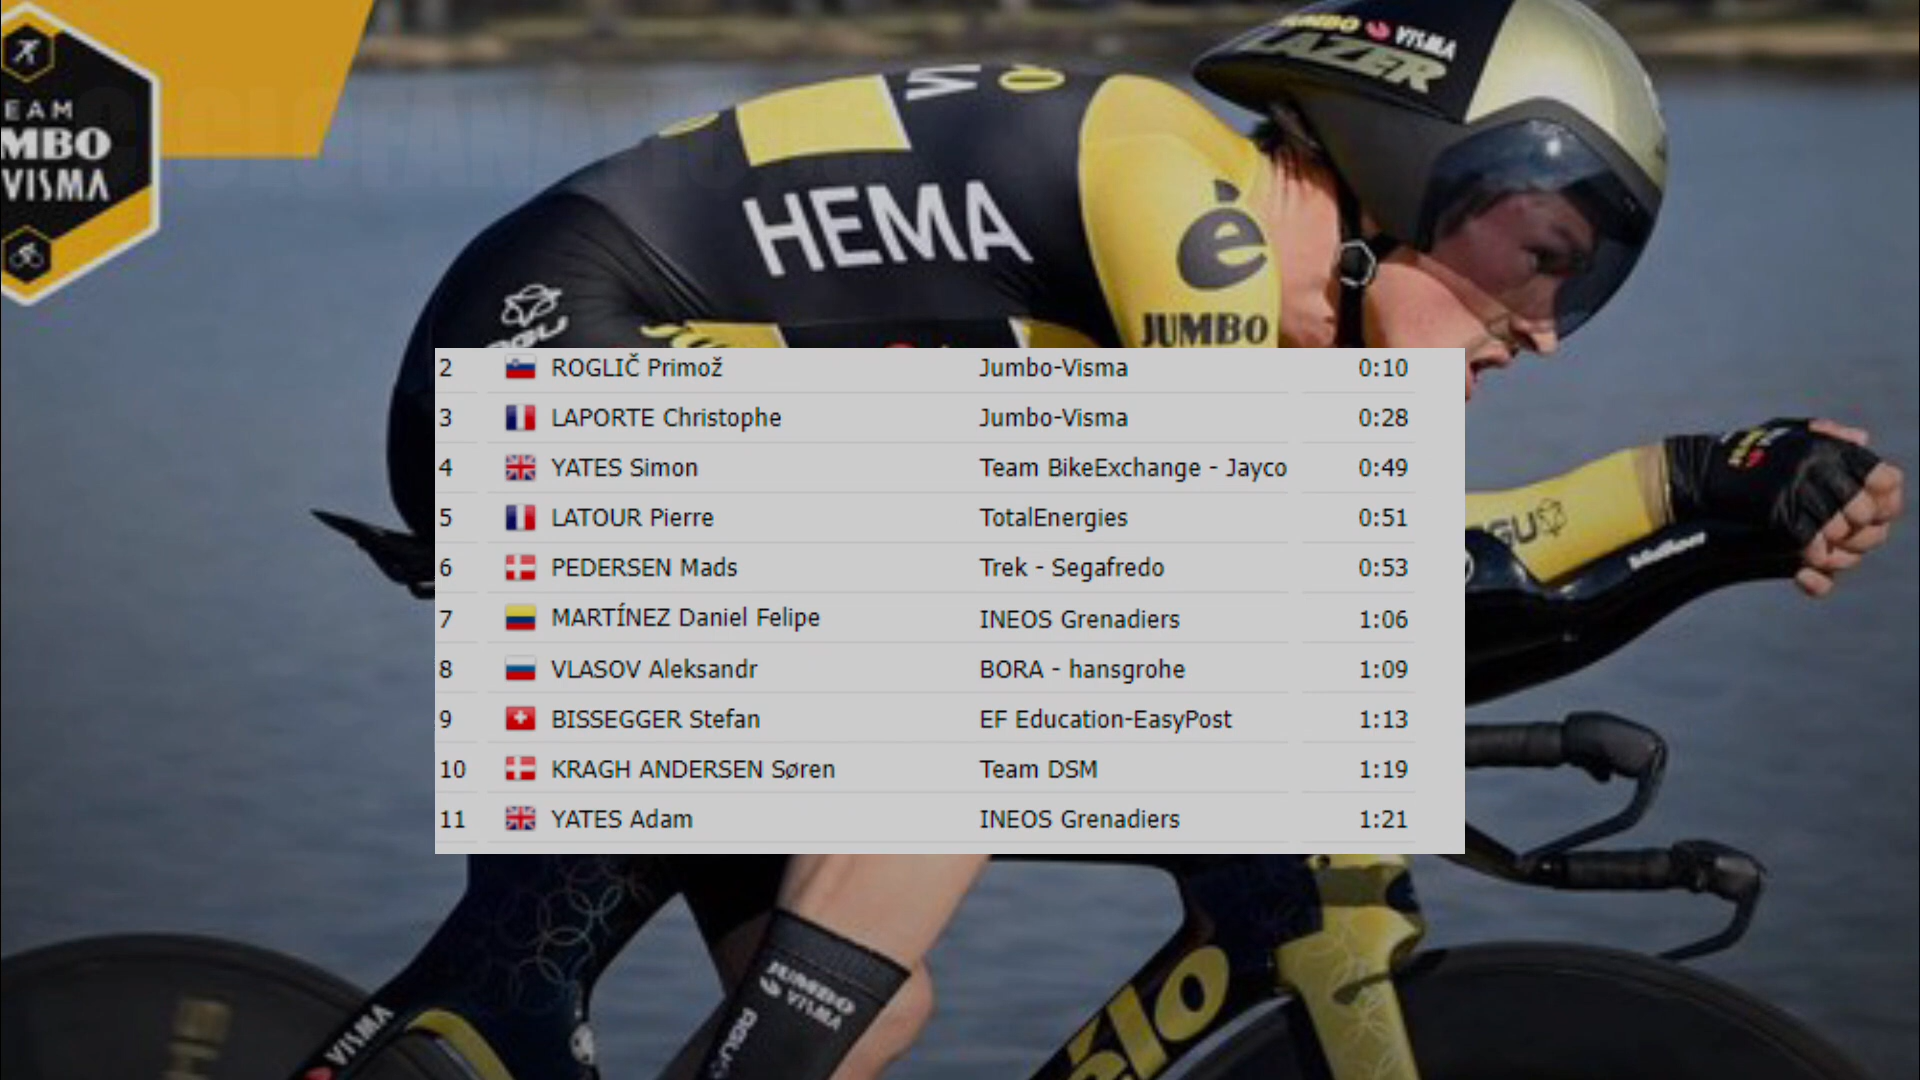 JUMBO VISMA
LAZER
EAM
MBO
VISMA
CICLOFANATICOS
HEMA
JUMBO
2 ROGLIČ Primož Jumbo-Visma 0:10
3 LAPORTE Christophe Jumbo-Visma 0:28
4 YATES Simon Team BikeExchange - Jayco 0:49
5 LATOUR Pierre TotalEnergies 0:51
6 PEDERSEN Mads Trek - Segafredo 0:53
7 MARTÍNEZ Daniel Felipe INEOS Grenadiers 1:06
8 VLASOV Aleksandr BORA - hansgrohe 1:09
9 BISSEGGER Stefan EF Education-EasyPost 1:13
10 KRAGH ANDERSEN Søren Team DSM 1:19
11 YATES Adam INEOS Grenadiers 1:21
JUMBO
VISMA
AGU
VISMA
élo